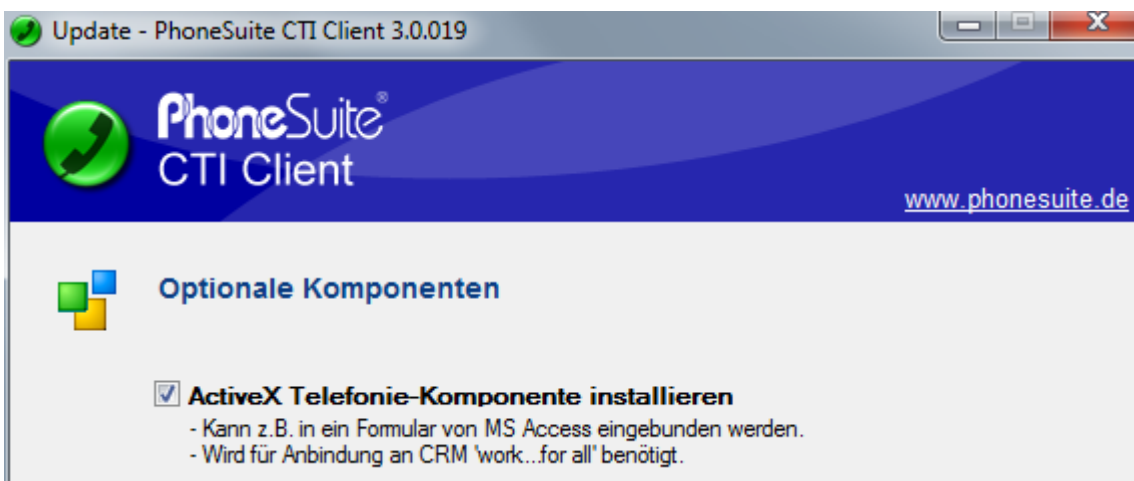 Update - PhoneSuite CTI Client 3.0.019
PhoneSuite®
CTI Client
www.phonesuite.de
Optionale Komponenten
ActiveX Telefonie-Komponente installieren
- Kann z.B. in ein Formular von MS Access eingebunden werden.
- Wird für Anbindung an CRM 'work...for all' benötigt.